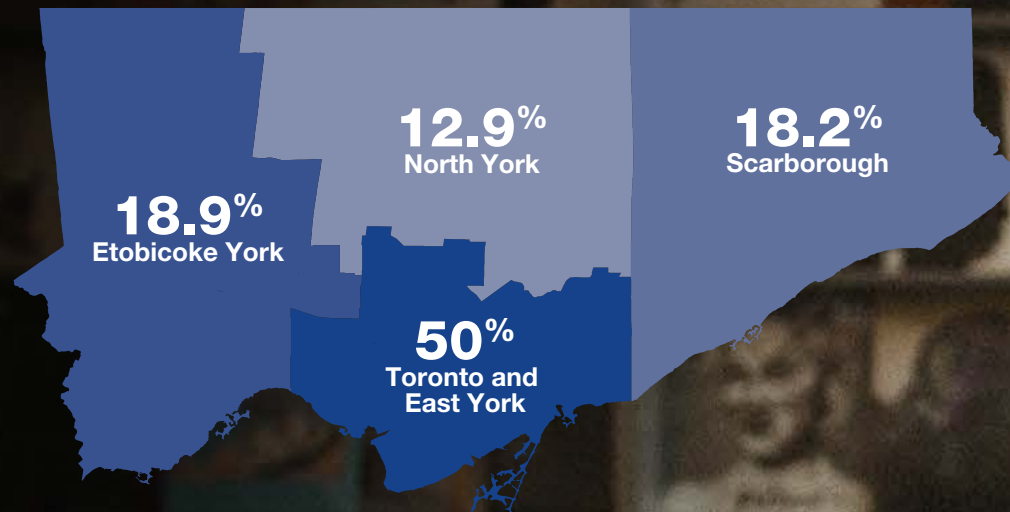 12.9%
North York
18.2%
Scarborough
18.9%
Etobicoke York
50%
Toronto and
East York